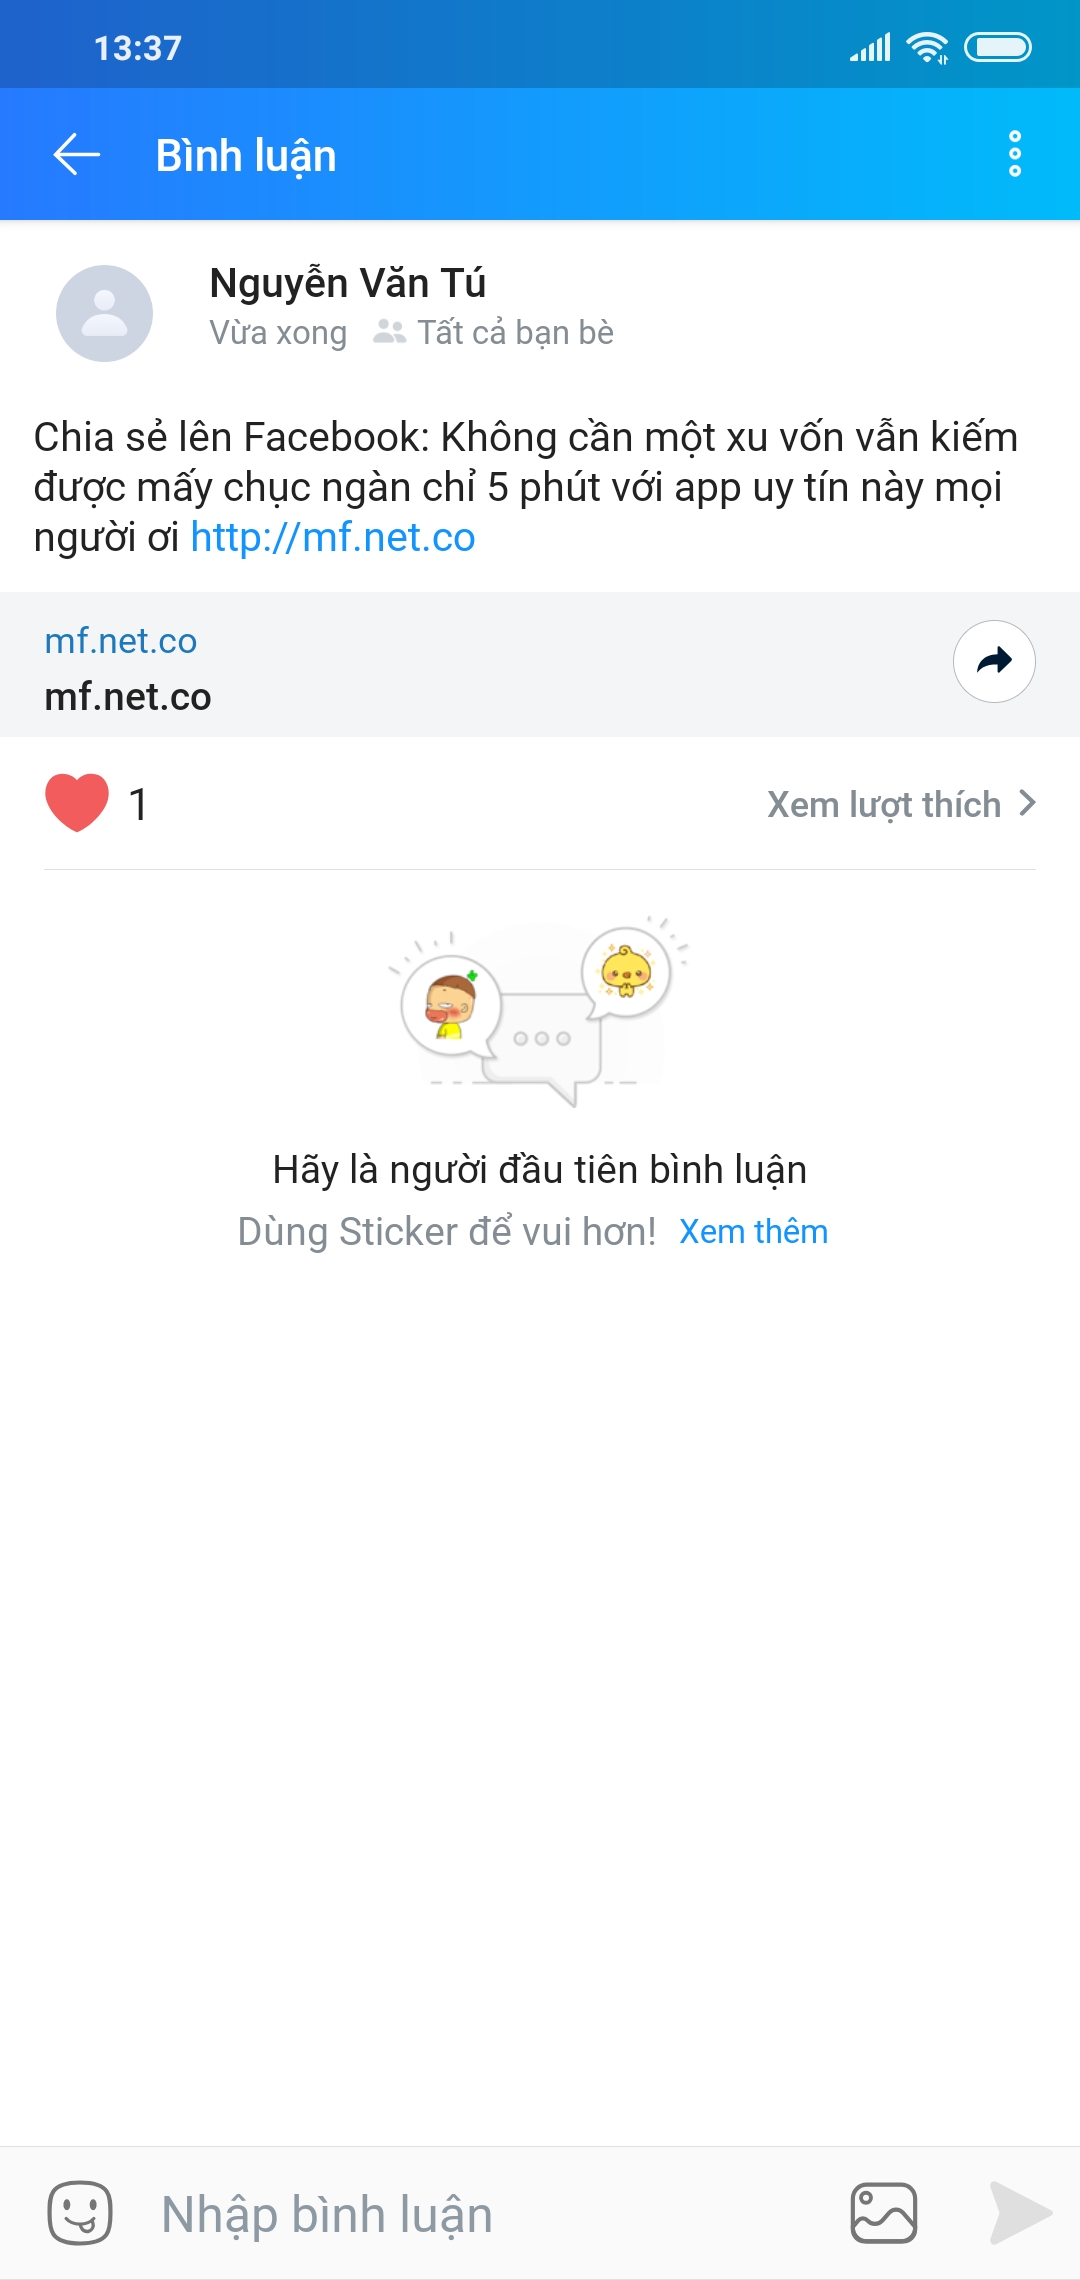 13:37
Bình luận
Nguyễn Văn Tú
Vừa xong Tất cả bạn bè
Chia sẻ lên Facebook: Không cần một xu vốn vẫn kiếm
được mấy chục ngàn chỉ 5 phút với app uy tín này mọi
người ơi http://mf.net.co
mf.net.co
mf.net.co
1
Xem lượt thích
Hãy là người đầu tiên bình luận
Dùng Sticker để vui hơn! Xem thêm
Nhập bình luận